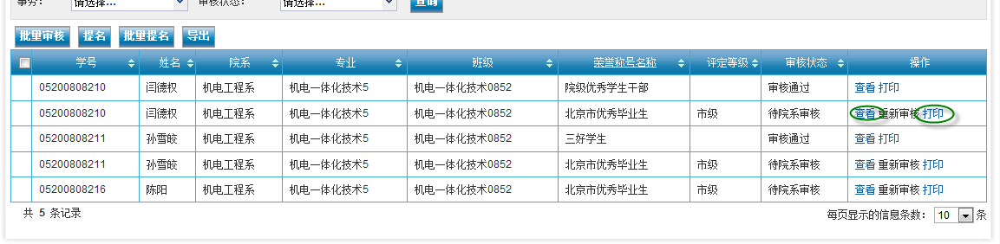 事务： 请选择... 审核状态： 请选择... 查询
批量审核 提名 批量提名 导出
学号 姓名 院系 专业 班级 荣誉称号名称 评定等级 审核状态 操作
05200808210 闫德权 机电工程系 机电一体化技术5 机电一体化技术0852 院级优秀学生干部 审核通过 查看 打印
05200808210 闫德权 机电工程系 机电一体化技术5 机电一体化技术0852 北京市优秀毕业生 市级 待院系审核 查看 重新审核 打印
05200808211 孙雪皎 机电工程系 机电一体化技术5 机电一体化技术0852 三好学生 审核通过 查看 打印
05200808211 孙雪皎 机电工程系 机电一体化技术5 机电一体化技术0852 北京市优秀毕业生 市级 待院系审核 查看 重新审核 打印
05200808216 陈阳 机电工程系 机电一体化技术5 机电一体化技术0852 北京市优秀毕业生 市级 待院系审核 查看 重新审核 打印
共 5 条记录 每页显示的信息条数： 10 条